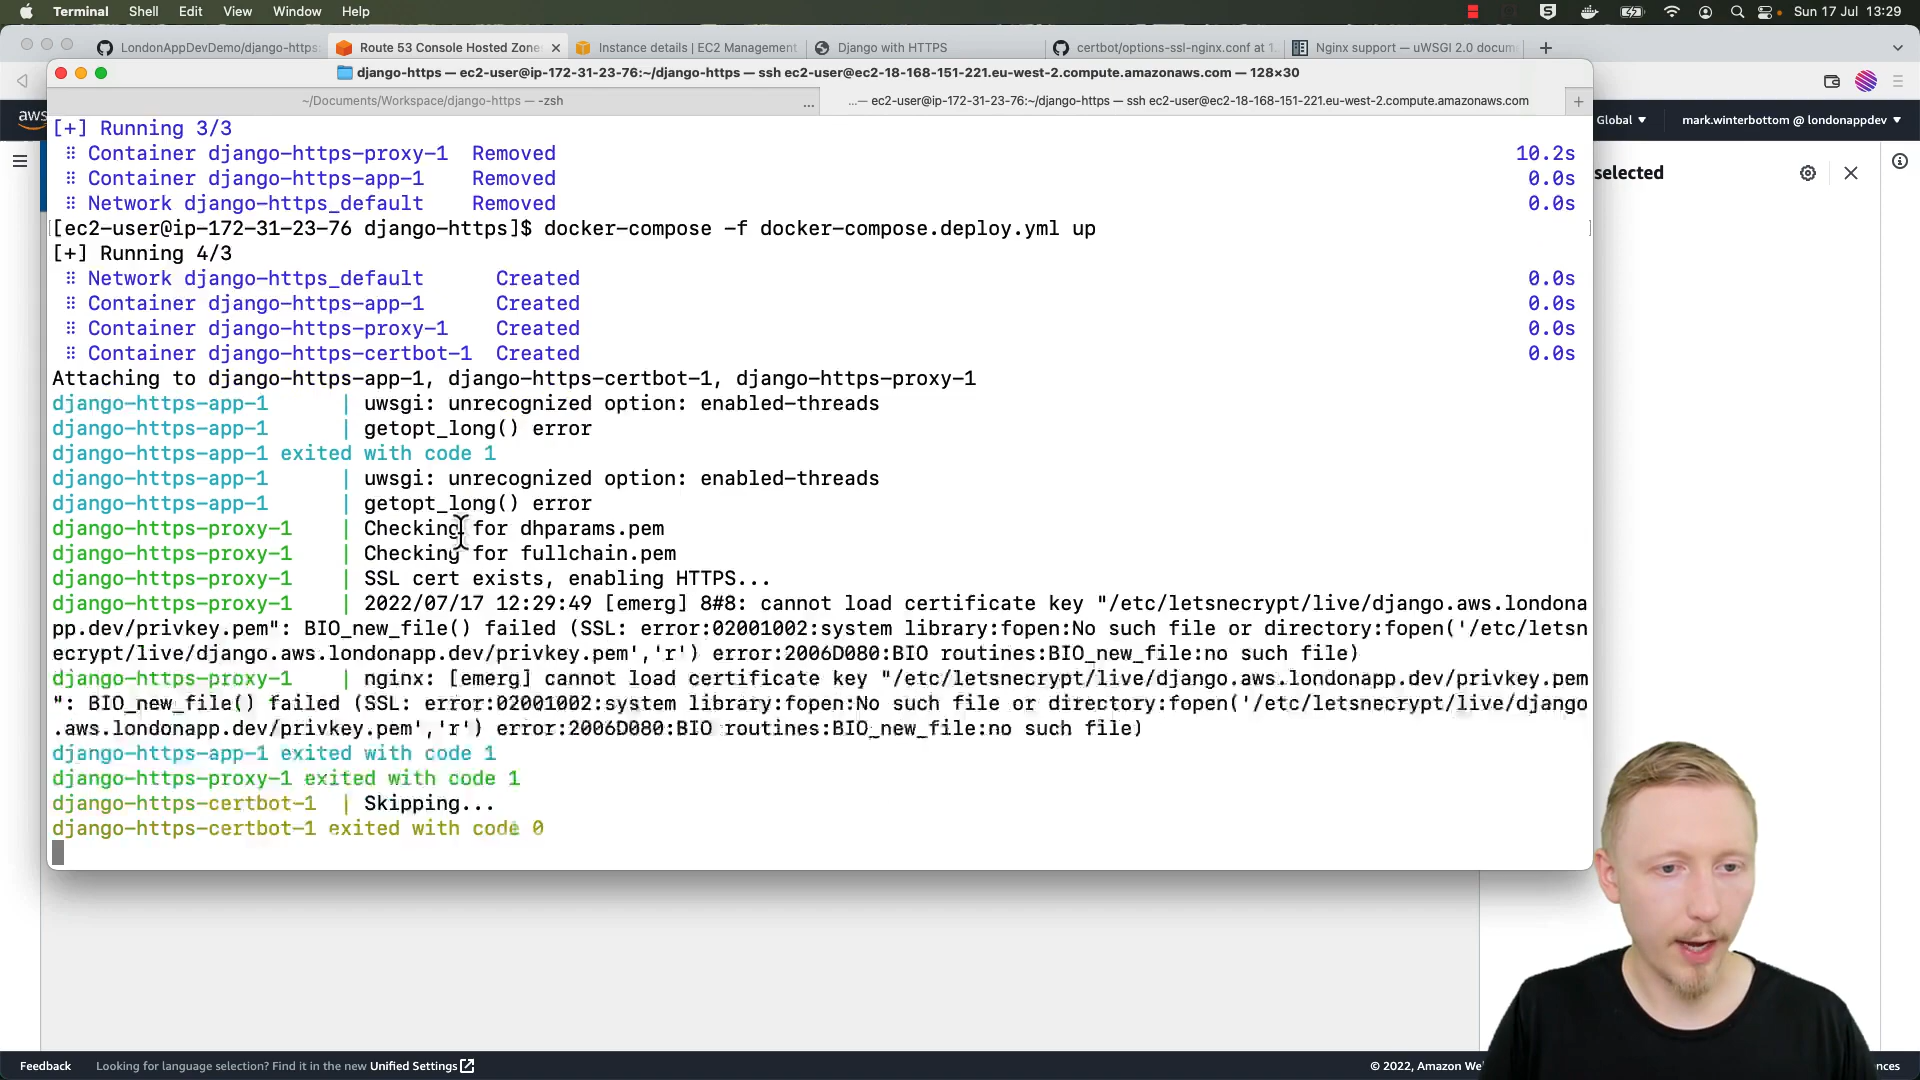 Terminal Shell Edit View Window Help Sun 17 Jul 13:29
LondonAppDevDemo/django-https: Route 53 Console Hosted Zone Instance details | EC2 Management Django with HTTPS certbot/options-ssl-nginx.conf at 1. Nginx support — uWSGI 2.0 docum
django-https — ec2-user@ip-172-31-23-76:~/django-https — ssh ec2-user@ec2-18-168-151-221.eu-west-2.compute.amazonaws.com — 128×30
~/Documents/Workspace/django-https — -zsh ... ...— ec2-user@ip-172-31-23-76:~/django-https — ssh ec2-user@ec2-18-168-151-221.eu-west-2.compute.amazonaws.com
aws Global mark.winterbottom @ londonappdev
selected
[+] Running 3/3
⠿ Container django-https-proxy-1 Removed 10.2s
⠿ Container django-https-app-1 Removed 0.0s
⠿ Network django-https_default Removed 0.0s
[ec2-user@ip-172-31-23-76 django-https]$ docker-compose -f docker-compose.deploy.yml up
[+] Running 4/3
⠿ Network django-https_default Created 0.0s
⠿ Container django-https-app-1 Created 0.0s
⠿ Container django-https-proxy-1 Created 0.0s
⠿ Container django-https-certbot-1 Created 0.0s
Attaching to django-https-app-1, django-https-certbot-1, django-https-proxy-1
django-https-app-1 | uwsgi: unrecognized option: enabled-threads
django-https-app-1 | getopt_long() error
django-https-app-1 exited with code 1
django-https-app-1 | uwsgi: unrecognized option: enabled-threads
django-https-app-1 | getopt_long() error
django-https-proxy-1 | Checking for dhparams.pem
django-https-proxy-1 | Checking for fullchain.pem
django-https-proxy-1 | SSL cert exists, enabling HTTPS...
django-https-proxy-1 | 2022/07/17 12:29:49 [emerg] 8#8: cannot load certificate key "/etc/letsnecrypt/live/django.aws.londona
pp.dev/privkey.pem": BIO_new_file() failed (SSL: error:02001002:system library:fopen:No such file or directory:fopen('/etc/letsn
ecrypt/live/django.aws.londonapp.dev/privkey.pem','r') error:2006D080:BIO routines:BIO_new_file:no such file)
django-https-proxy-1 | nginx: [emerg] cannot load certificate key "/etc/letsnecrypt/live/django.aws.londonapp.dev/privkey.pem
": BIO_new_file() failed (SSL: error:02001002:system library:fopen:No such file or directory:fopen('/etc/letsnecrypt/live/django
.aws.londonapp.dev/privkey.pem','r') error:2006D080:BIO routines:BIO_new_file:no such file)
django-https-app-1 exited with code 1
django-https-proxy-1 exited with code 1
django-https-certbot-1 | Skipping...
django-https-certbot-1 exited with code 0
Feedback Looking for language selection? Find it in the new Unified Settings © 2022, Amazon We nces